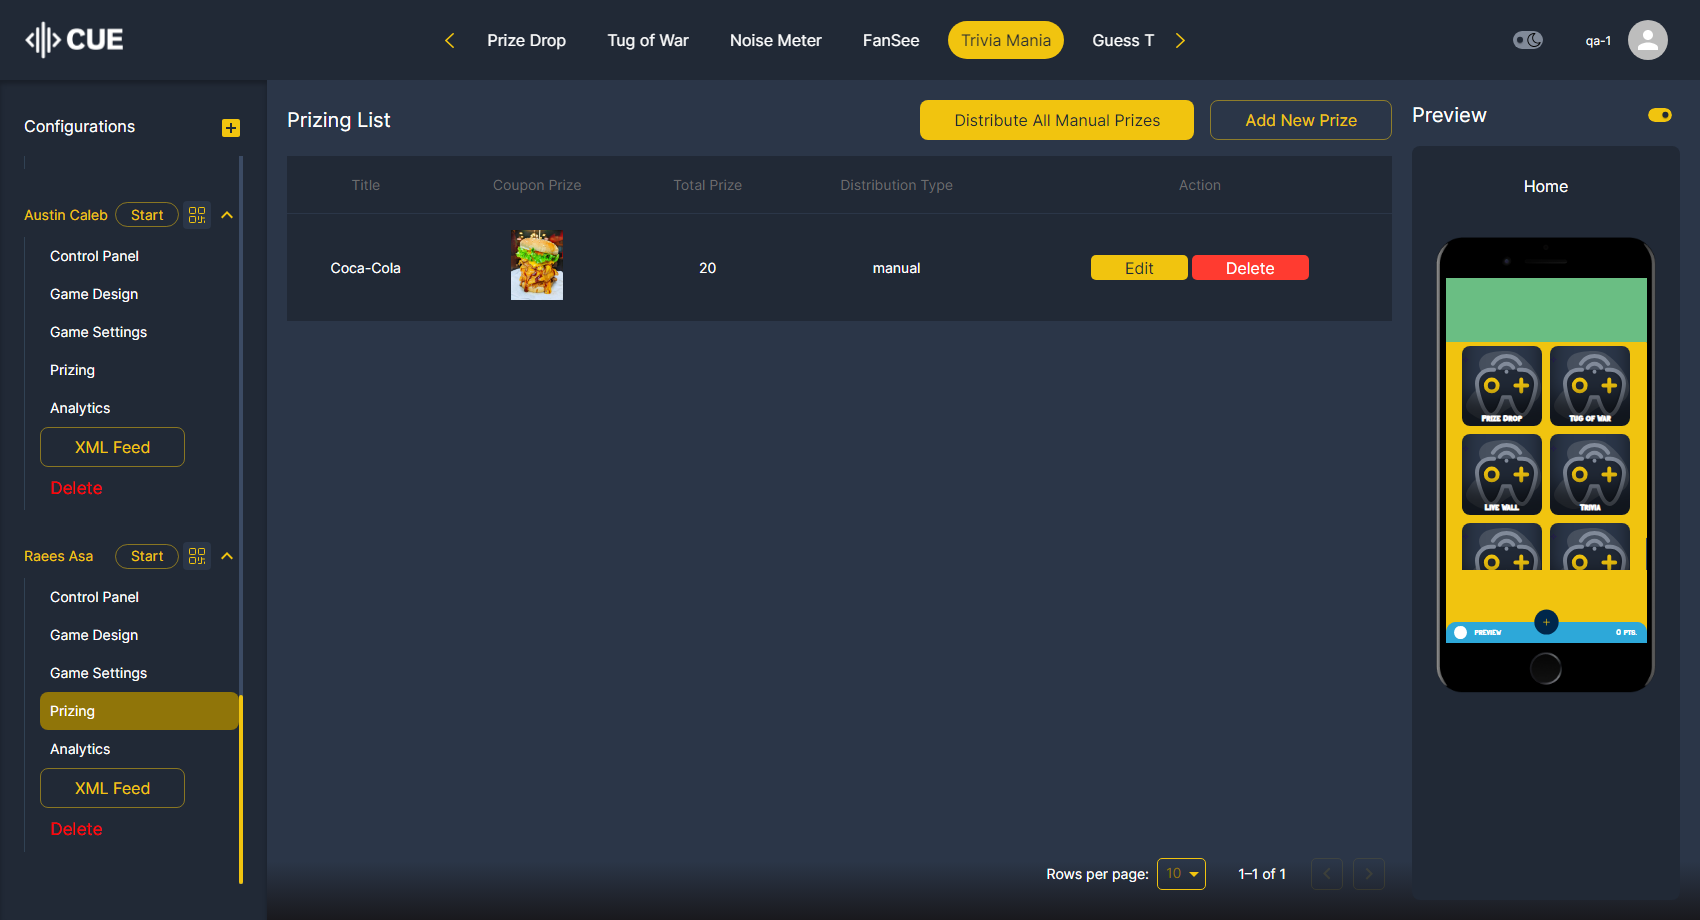 CUE
Prize Drop
Tug of War
Noise Meter
FanSee
Trivia Mania
Guess T
qa-1
Configurations
Austin Caleb
Start
Control Panel
Game Design
Game Settings
Prizing
Analytics
XML Feed
Delete
Raees Asa
Start
Control Panel
Game Design
Game Settings
Prizing
Analytics
XML Feed
Delete
Prizing List
Distribute All Manual Prizes
Add New Prize
Title
Coupon Prize
Total Prize
Distribution Type
Action
Coca-Cola
20
manual
Edit
Delete
Rows per page:
10
1–1 of 1
Preview
Home
Prize Drop
Tug of War
Live Wall
Trivia
PREVIEW
0 PTS.